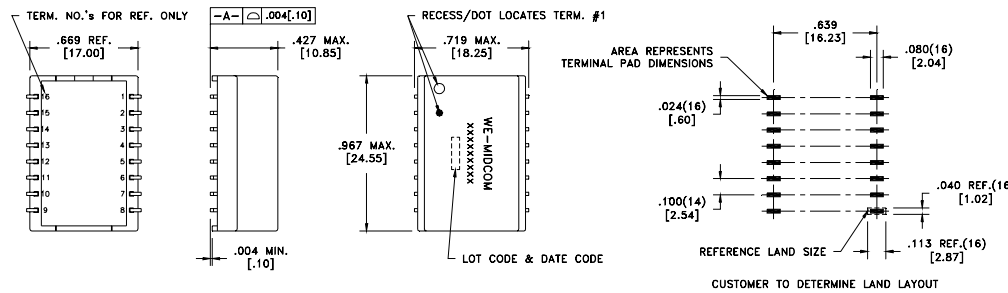 TERM. NO.'s FOR REF. ONLY
.669 REF.
[17.00]
16
15
14
13
12
11
10
9
1
2
3
4
5
6
7
8
-A- ⌓ .004[.10]
.427 MAX.
[10.85]
.004 MIN.
[.10]
RECESS/DOT LOCATES TERM. #1
.719 MAX.
[18.25]
.967 MAX.
[24.55]
WE-MIDCOM
XXXXXXXXXX
LOT CODE & DATE CODE
.639
[16.23]
AREA REPRESENTS
TERMINAL PAD DIMENSIONS
.080(16)
[2.04]
.024(16)
[.60]
.100(14)
[2.54]
.040 REF.(16
[1.02]
REFERENCE LAND SIZE
.113 REF.(16)
[2.87]
CUSTOMER TO DETERMINE LAND LAYOUT